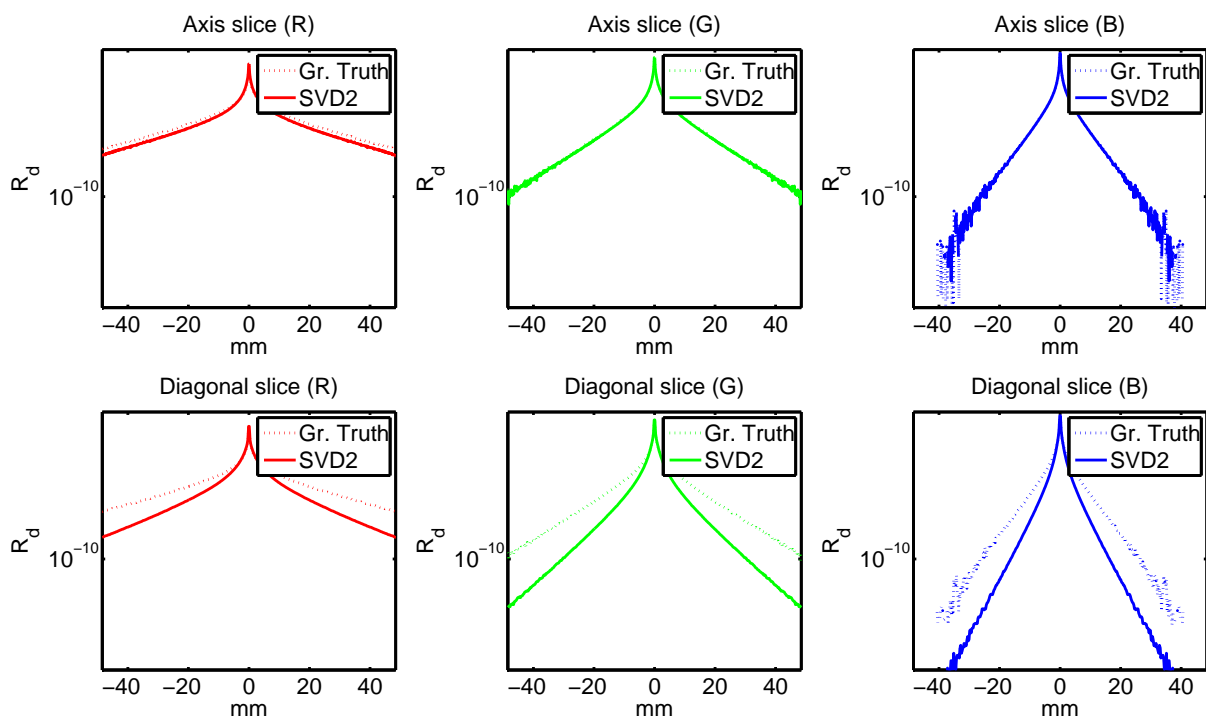 Axis slice (R)
Gr. Truth
SVD2
R_d
10^−10
−40 −20 0 20 40
mm
Axis slice (G)
Gr. Truth
SVD2
R_d
10^−10
−40 −20 0 20 40
mm
Axis slice (B)
Gr. Truth
SVD2
R_d
10^−10
−40 −20 0 20 40
mm
Diagonal slice (R)
Gr. Truth
SVD2
R_d
10^−10
−40 −20 0 20 40
mm
Diagonal slice (G)
Gr. Truth
SVD2
R_d
10^−10
−40 −20 0 20 40
mm
Diagonal slice (B)
Gr. Truth
SVD2
R_d
10^−10
−40 −20 0 20 40
mm